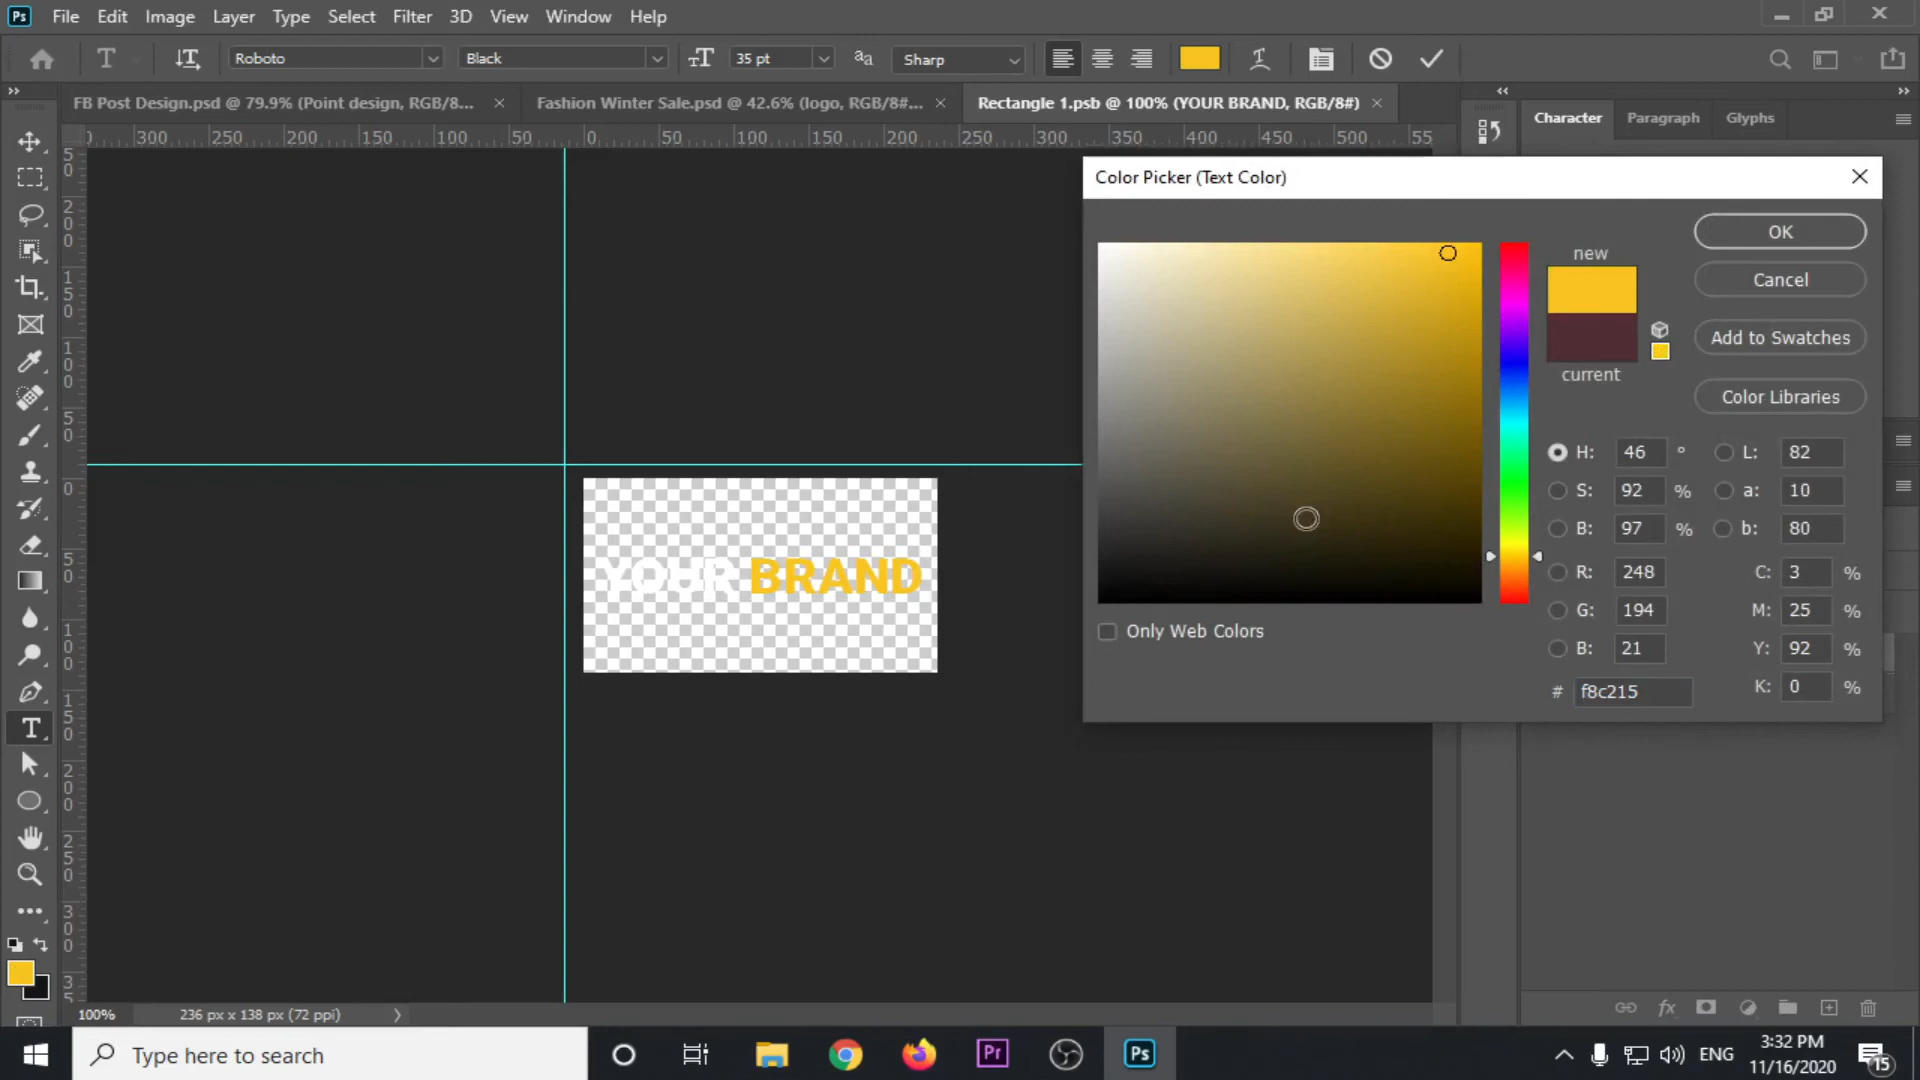 Ps File Edit Image Layer Type Select Filter 3D View Window Help
T Roboto Black 35 pt aa Sharp
FB Post Design.psd @ 79.9% (Point design, RGB/8... × Fashion Winter Sale.psd @ 42.6% (logo, RGB/8#... × Rectangle 1.psb @ 100% (YOUR BRAND, RGB/8#) ×
Character Paragraph Glyphs
300 250 200 150 100 50 0 50 100 150 200 250 300 350 400 450 500 55
Color Picker (Text Color)
OK
new
Cancel
Add to Swatches
current
Color Libraries
H: 46 ° L: 82
S: 92 % a: 10
B: 97 % b: 80
R: 248 C: 3 %
G: 194 M: 25 %
B: 21 Y: 92 %
# f8c215 K: 0 %
Only Web Colors
YOUR BRAND
100% 236 px x 138 px (72 ppi)
Type here to search
Pr Ps
ENG
3:32 PM
11/16/2020
15